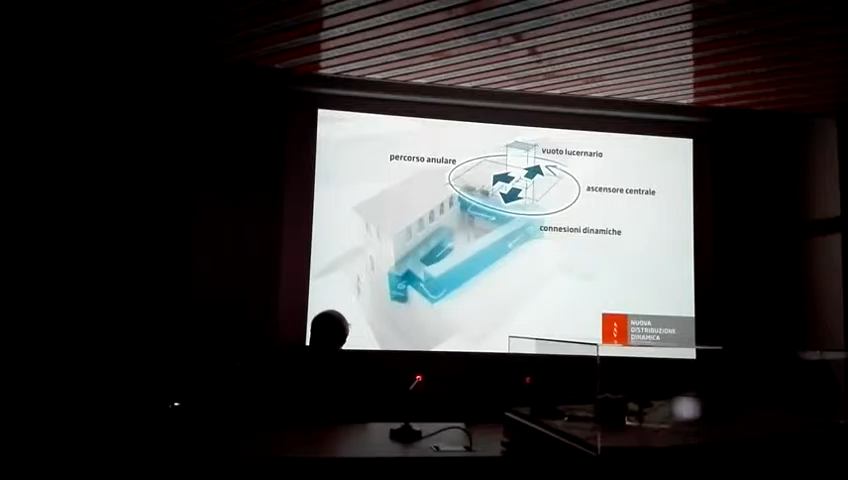 vuoto lucernario
percorso anulare
ascensore centrale
connesioni dinamiche
NUOVA
DISTRIBUZIONE
DINAMICA